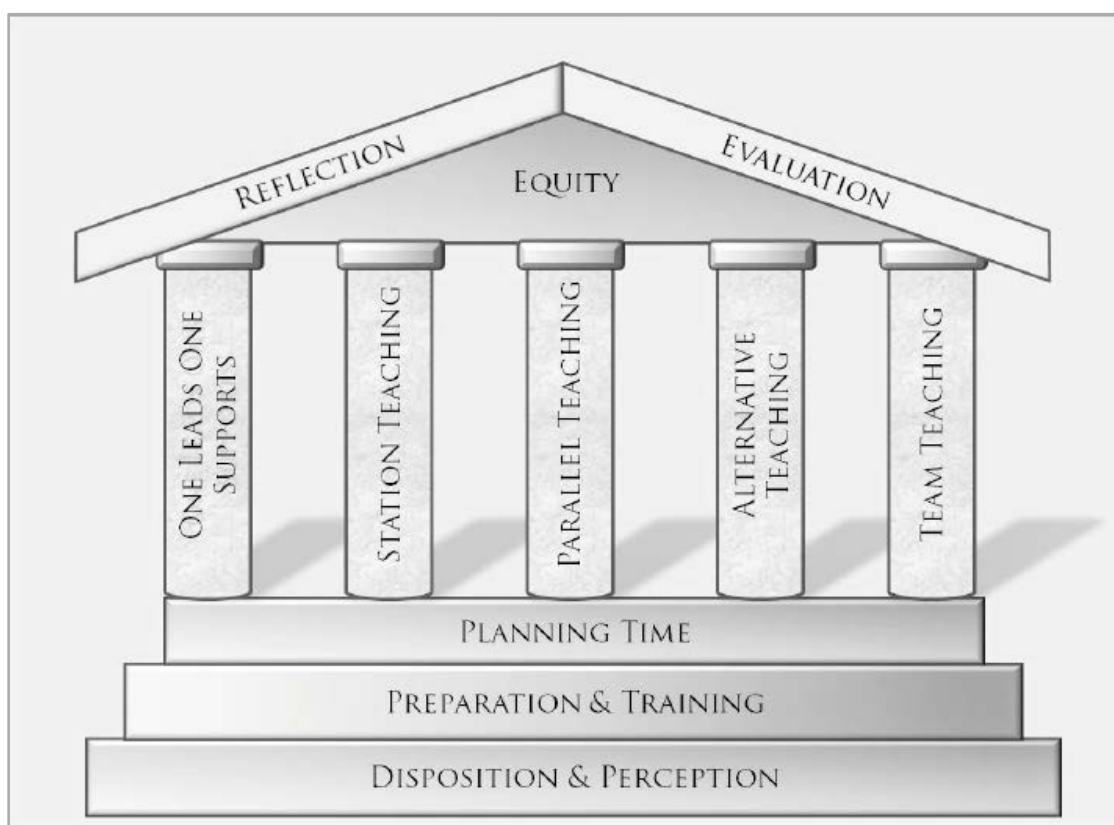 REFLECTION
EVALUATION
EQUITY
ONE LEADS ONE
SUPPORTS
STATION TEACHING
PARALLEL TEACHING
ALTERNATIVE
TEACHING
TEAM TEACHING
PLANNING TIME
PREPARATION & TRAINING
DISPOSITION & PERCEPTION